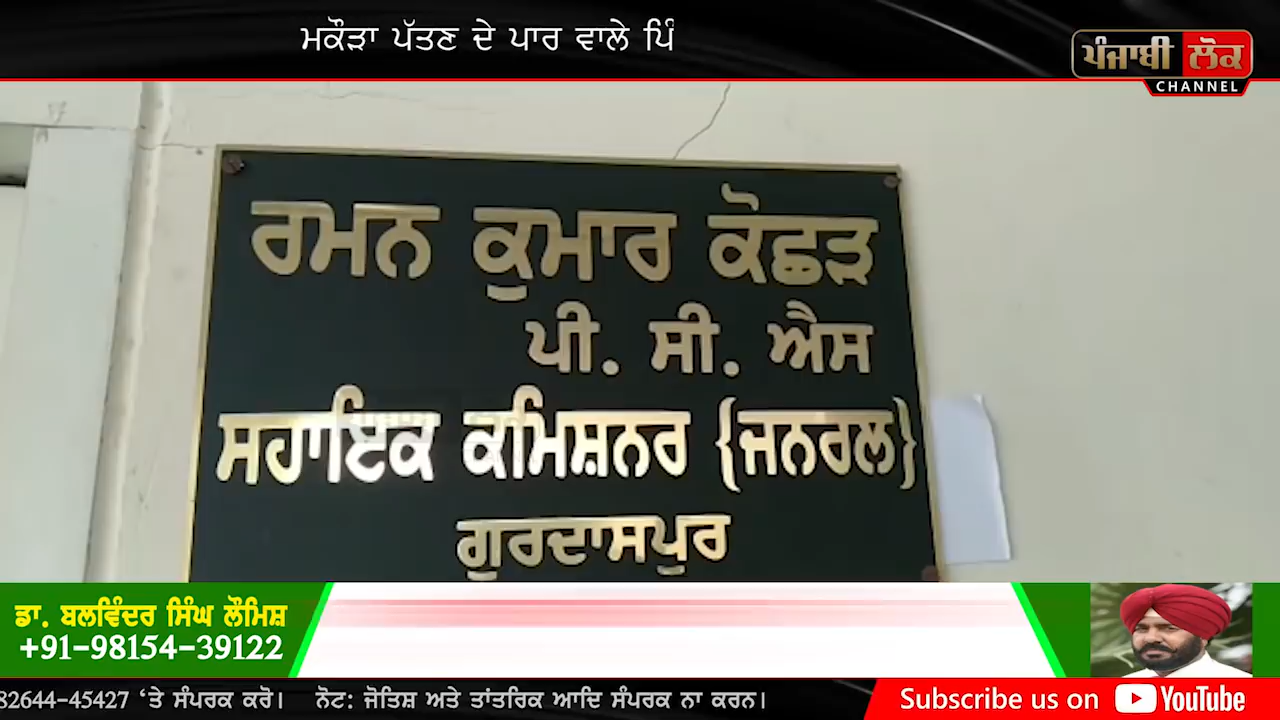 ਮਕੌੜਾ ਪੱਤਣ ਦੇ ਪਾਰ ਵਾਲੇ ਪਿੰ
ਪੰਜਾਬੀ ਲੋਕ
CHANNEL
ਰਮਨ ਕੁਮਾਰ ਕੋਛੜ
ਪੀ. ਸੀ. ਐਸ
ਸਹਾਇਕ ਕਮਿਸ਼ਨਰ {ਜਨਰਲ}
ਗੁਰਦਾਸਪੁਰ
ਡਾ. ਬਲਵਿੰਦਰ ਸਿੰਘ ਲੌਮਿਸ਼
+91-98154-39122
82644-45427 ‘ਤੇ ਸੰਪਰਕ ਕਰੋ। ਨੋਟ: ਜੋਤਿਸ਼ ਅਤੇ ਤਾਂਤਰਿਕ ਆਦਿ ਸੰਪਰਕ ਨਾ ਕਰਨ।
Subscribe us on YouTube